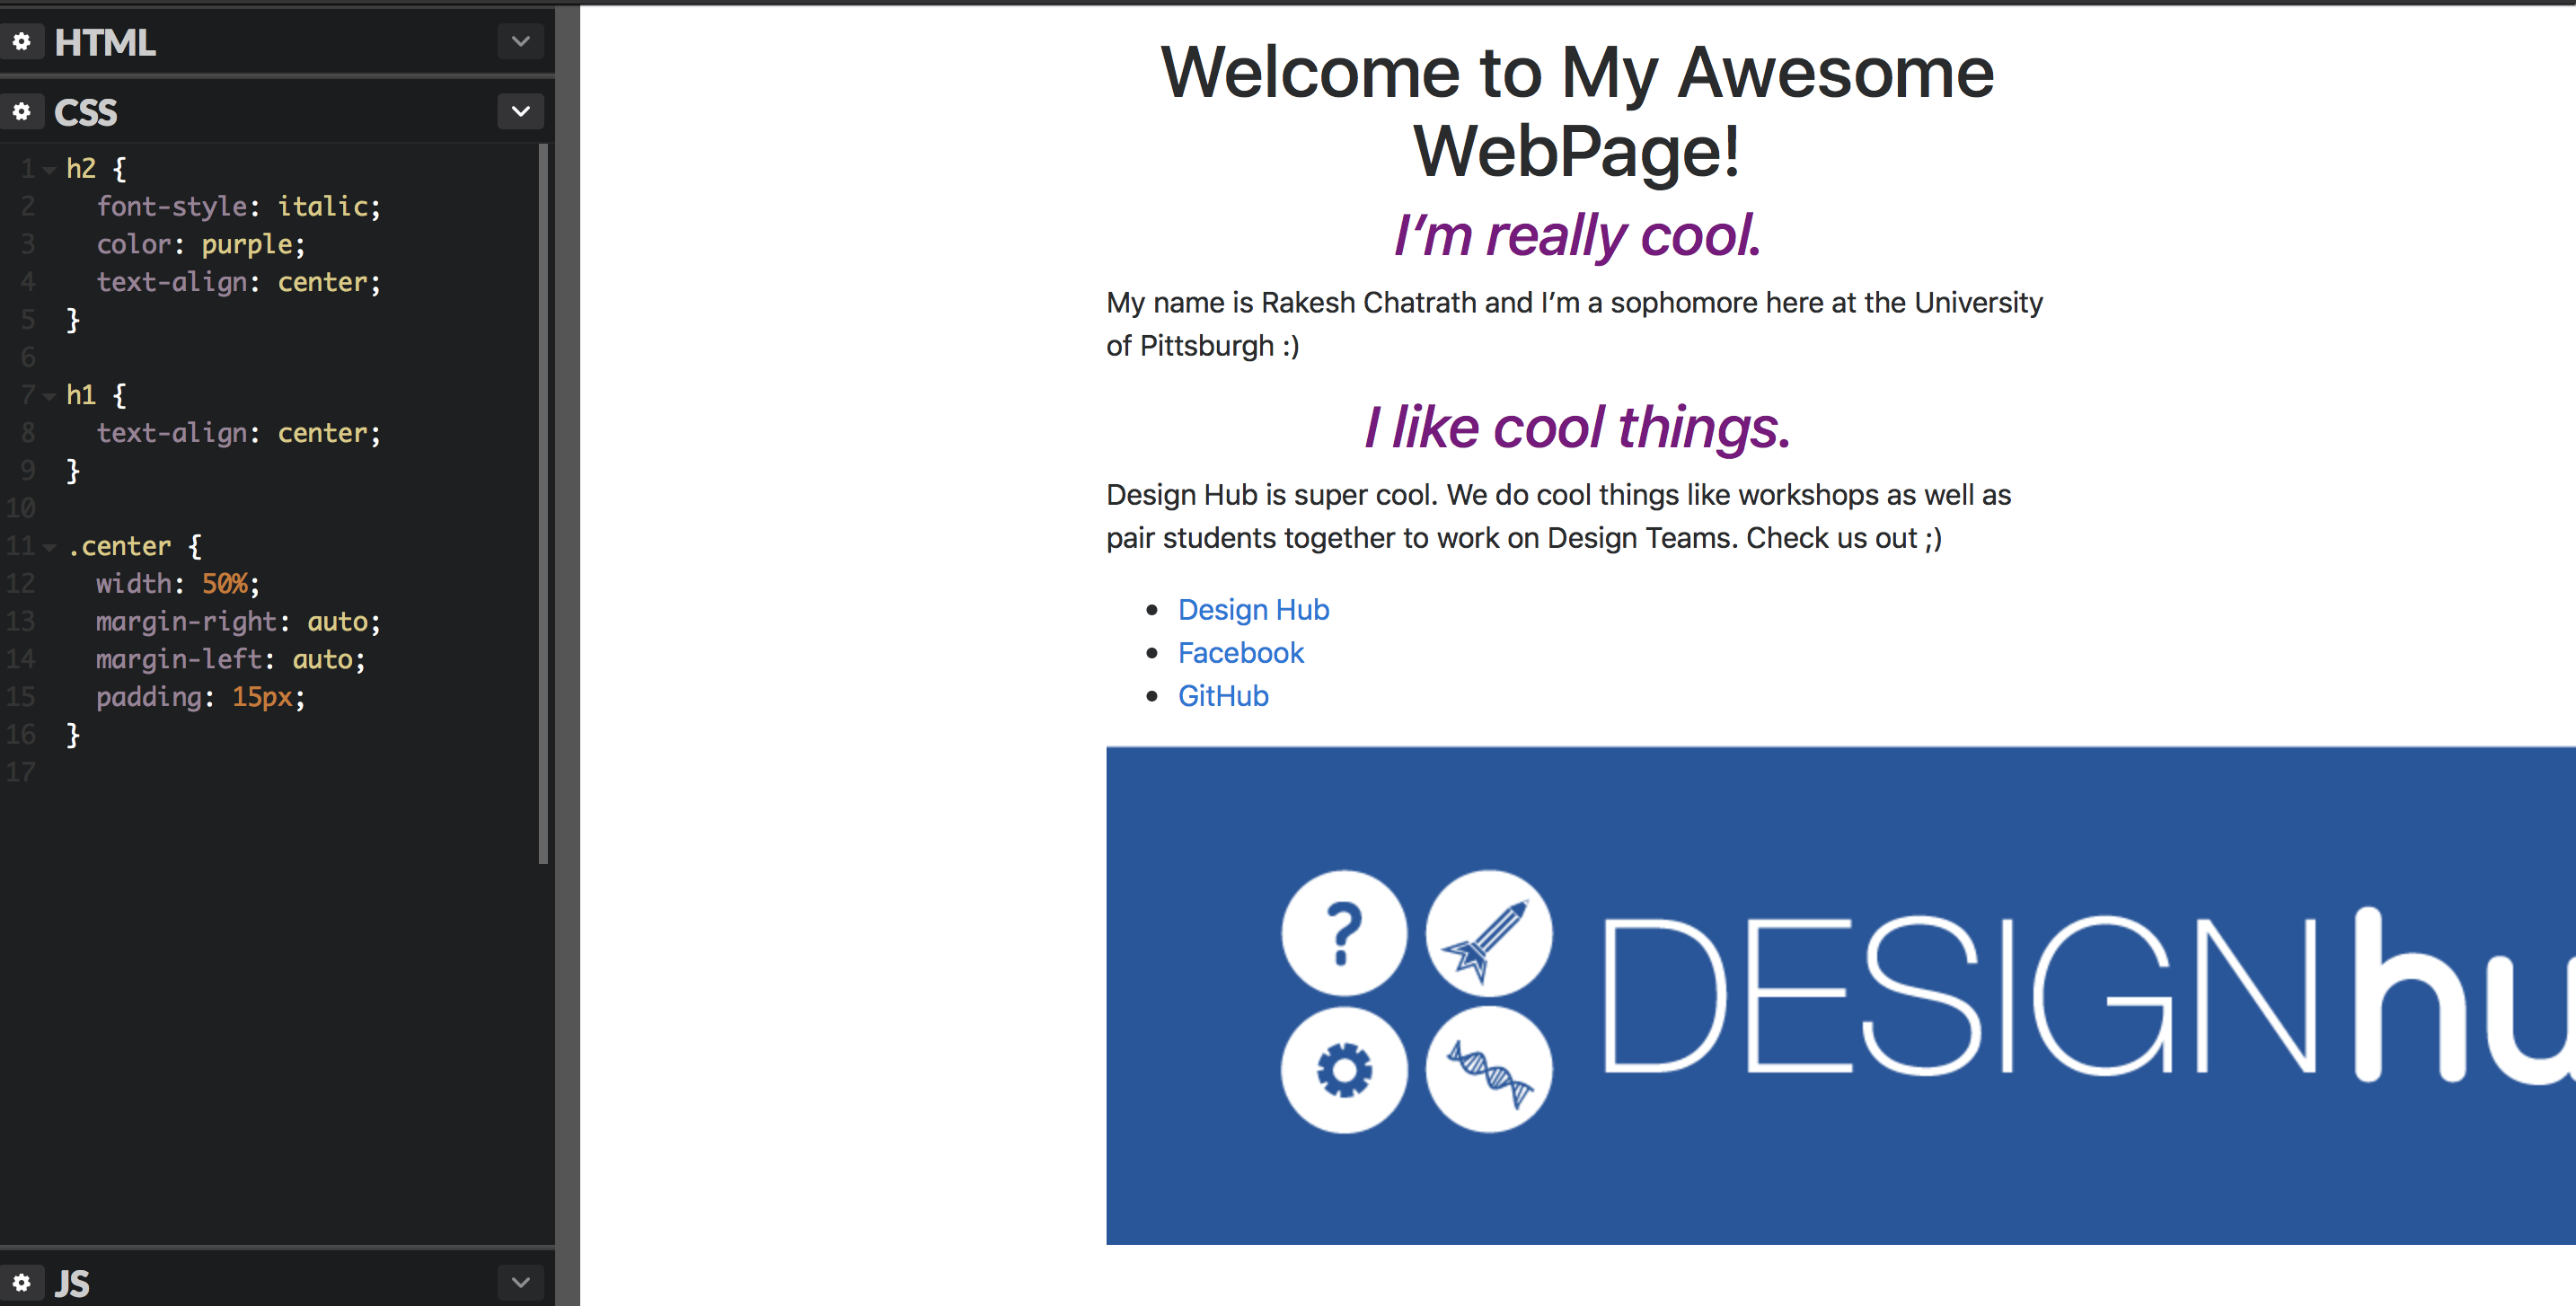 HTML
CSS
1 h2 {
2 font-style: italic;
3 color: purple;
4 text-align: center;
5 }
6
7 h1 {
8 text-align: center;
9 }
10
11 .center {
12 width: 50%;
13 margin-right: auto;
14 margin-left: auto;
15 padding: 15px;
16 }
17
JS
Welcome to My Awesome
WebPage!
I’m really cool.
My name is Rakesh Chatrath and I’m a sophomore here at the University
of Pittsburgh :)
I like cool things.
Design Hub is super cool. We do cool things like workshops as well as
pair students together to work on Design Teams. Check us out ;)
• Design Hub
• Facebook
• GitHub
?
DESIGNhu